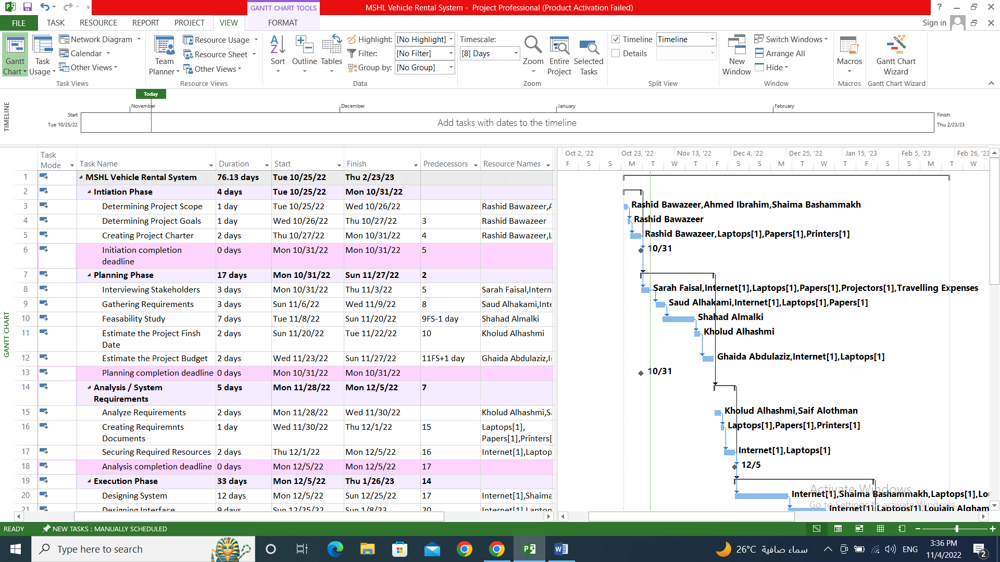 GANTT CHART TOOLS
MSHL Vehicle Rental System - Project Professional (Product Activation Failed)
?
FILE TASK RESOURCE REPORT PROJECT VIEW FORMAT
Sign in
Gantt Chart
Task Usage
Network Diagram
Calendar
Other Views
Task Views
Team Planner
Resource Usage
Resource Sheet
Other Views
Resource Views
Sort
Outline
Tables
Highlight: [No Highlight]
Filter: [No Filter]
Group by: [No Group]
Data
Timescale:
[8] Days
Zoom
Entire Project
Selected Tasks
Zoom
Timeline Timeline
Details
Split View
New Window
Switch Windows
Arrange All
Hide
Window
Macros
Macros
Gantt Chart Wizard
Gantt Chart Wizard
TIMELINE
Today
November December January February
Start
Tue 10/25/22
Add tasks with dates to the timeline
Finish
Thu 2/23/23
GANTT CHART
Task Mode Task Name Duration Start Finish Predecessors Resource Names
1 MSHL Vehicle Rental System 76.13 days Tue 10/25/22 Thu 2/23/23
2 Intiation Phase 4 days Tue 10/25/22 Mon 10/31/22
3 Determining Project Scope 1 day Tue 10/25/22 Wed 10/26/22 Rashid Bawazeer,A
4 Determining Project Goals 1 day Wed 10/26/22 Thu 10/27/22 3 Rashid Bawazeer
5 Creating Project Charter 2 days Thu 10/27/22 Mon 10/31/22 4 Rashid Bawazeer,L
6 Initiation completion deadline 0 days Mon 10/31/22 Mon 10/31/22 5
7 Planning Phase 17 days Mon 10/31/22 Sun 11/27/22 2
8 Interviewing Stakeholders 3 days Mon 10/31/22 Thu 11/3/22 5 Sarah Faisal,Intern
9 Gathering Requirements 3 days Sun 11/6/22 Wed 11/9/22 8 Saud Alhakami,Inte
10 Feasability Study 7 days Tue 11/8/22 Sun 11/20/22 9FS-1 day Shahad Almalki
11 Estimate the Project Finsh Date 2 days Sun 11/20/22 Tue 11/22/22 10 Kholud Alhashmi
12 Estimate the Project Budget 2 days Wed 11/23/22 Sun 11/27/22 11FS+1 day Ghaida Abdulaziz,I
13 Planning completion deadline 0 days Mon 10/31/22 Mon 10/31/22
14 Analysis / System Requirements 5 days Mon 11/28/22 Mon 12/5/22 7
15 Analyze Requirements 2 days Mon 11/28/22 Wed 11/30/22 Kholud Alhashmi,Sa
16 Creating Requiremnts Documents 1 day Wed 11/30/22 Thu 12/1/22 15 Laptops[1], Papers[1],Printers[
17 Securing Required Resources 2 days Thu 12/1/22 Mon 12/5/22 16 Internet[1],Laptop
18 Analysis completion deadline 0 days Mon 12/5/22 Mon 12/5/22 17
19 Execution Phase 33 days Mon 12/5/22 Thu 1/26/23 14
20 Designing System 12 days Mon 12/5/22 Sun 12/25/22 17 Internet[1],Shaima
21 Designing Interface 9 days Sun 12/25/22 Sun 1/8/23 20 Internet[1],Lapton
Oct 2, '22 Oct 23, '22 Nov 13, '22 Dec 4, '22 Dec 25, '22 Jan 15, '23 Feb 5, '23 Feb 26, '23
F S S M T W T F S S M T W T F S S M T W
Rashid Bawazeer,Ahmed Ibrahim,Shaima Bashammakh
Rashid Bawazeer
Rashid Bawazeer,Laptops[1],Papers[1],Printers[1]
10/31
Sarah Faisal,Internet[1],Laptops[1],Papers[1],Projectors[1],Travelling Expenses
Saud Alhakami,Internet[1],Laptops[1],Papers[1]
Shahad Almalki
Kholud Alhashmi
Ghaida Abdulaziz,Internet[1],Laptops[1]
10/31
Kholud Alhashmi,Saif Alothman
Laptops[1],Papers[1],Printers[1]
Internet[1],Laptops[1]
12/5
Internet[1],Shaima Bashammakh,Laptops[1],Lou
Internet[1],Laptops[1],Loujain Algham
Activate Windows
Go to Settings to activate Windows.
READY NEW TASKS : MANUALLY SCHEDULED
Type here to search
26°C سماء صافية
ENG
3:36 PM
11/4/2022
2